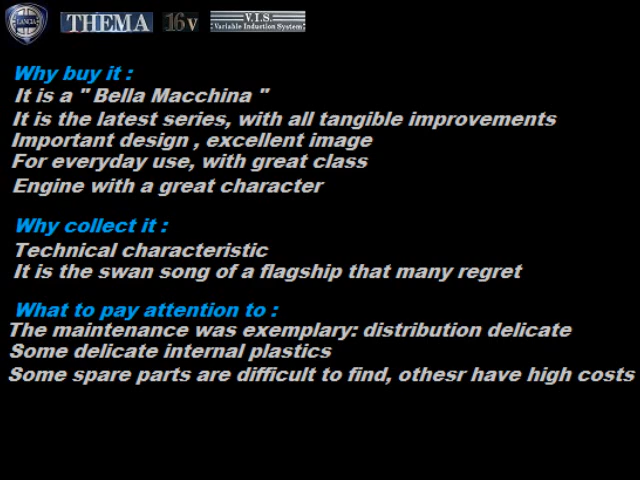 LANCIA
THEMA 16v V.I.S.
Variable Induction System
Why buy it :
It is a " Bella Macchina "
It is the latest series, with all tangible improvements
Important design , excellent image
For everyday use, with great class
Engine with a great character
Why collect it :
Technical characteristic
It is the swan song of a flagship that many regret
What to pay attention to :
The maintenance was exemplary: distribution delicate
Some delicate internal plastics
Some spare parts are difficult to find, othesr have high costs